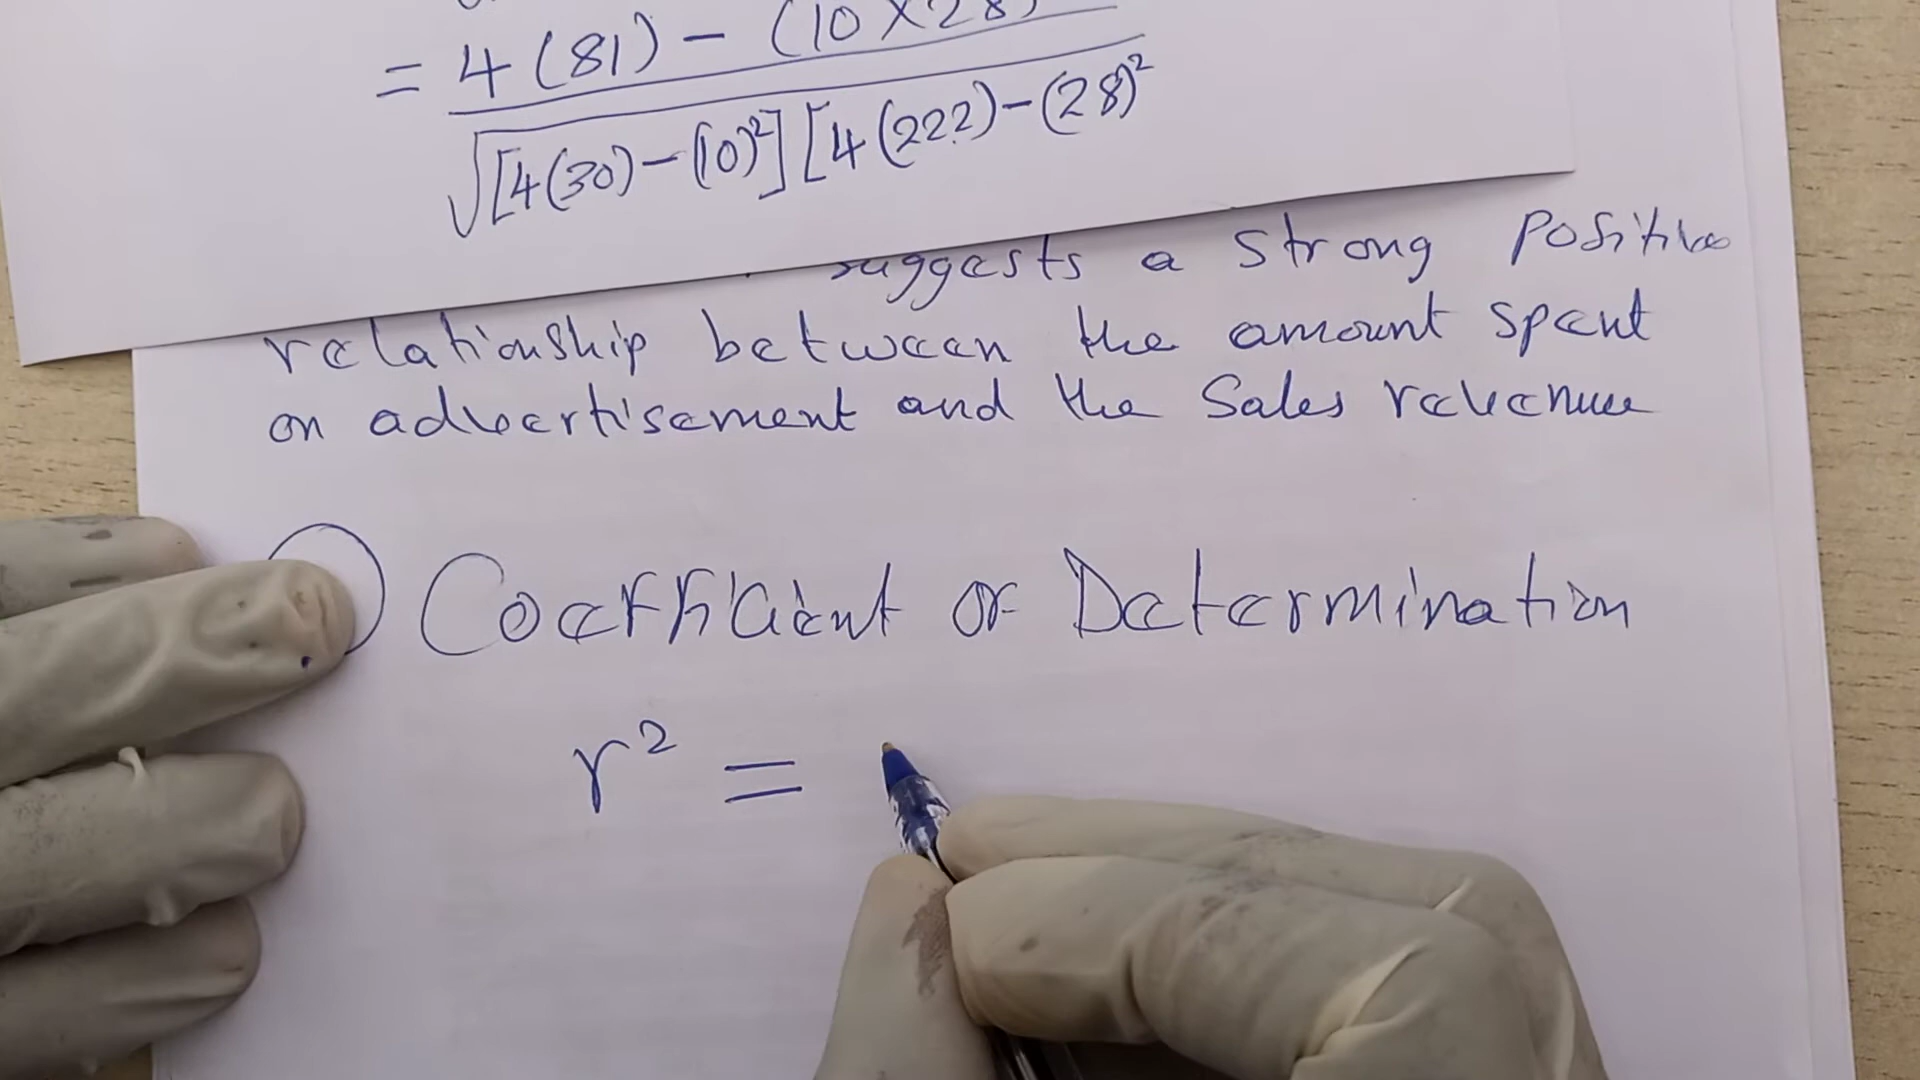 = 4 (81) - (10 X 28)
√[4(30) - (10)²] [4(222) - (28)²
suggests a strong positive
relationship between the amount spent
on advertisement and the Sales revenue
Coefficient of Determination
r² =